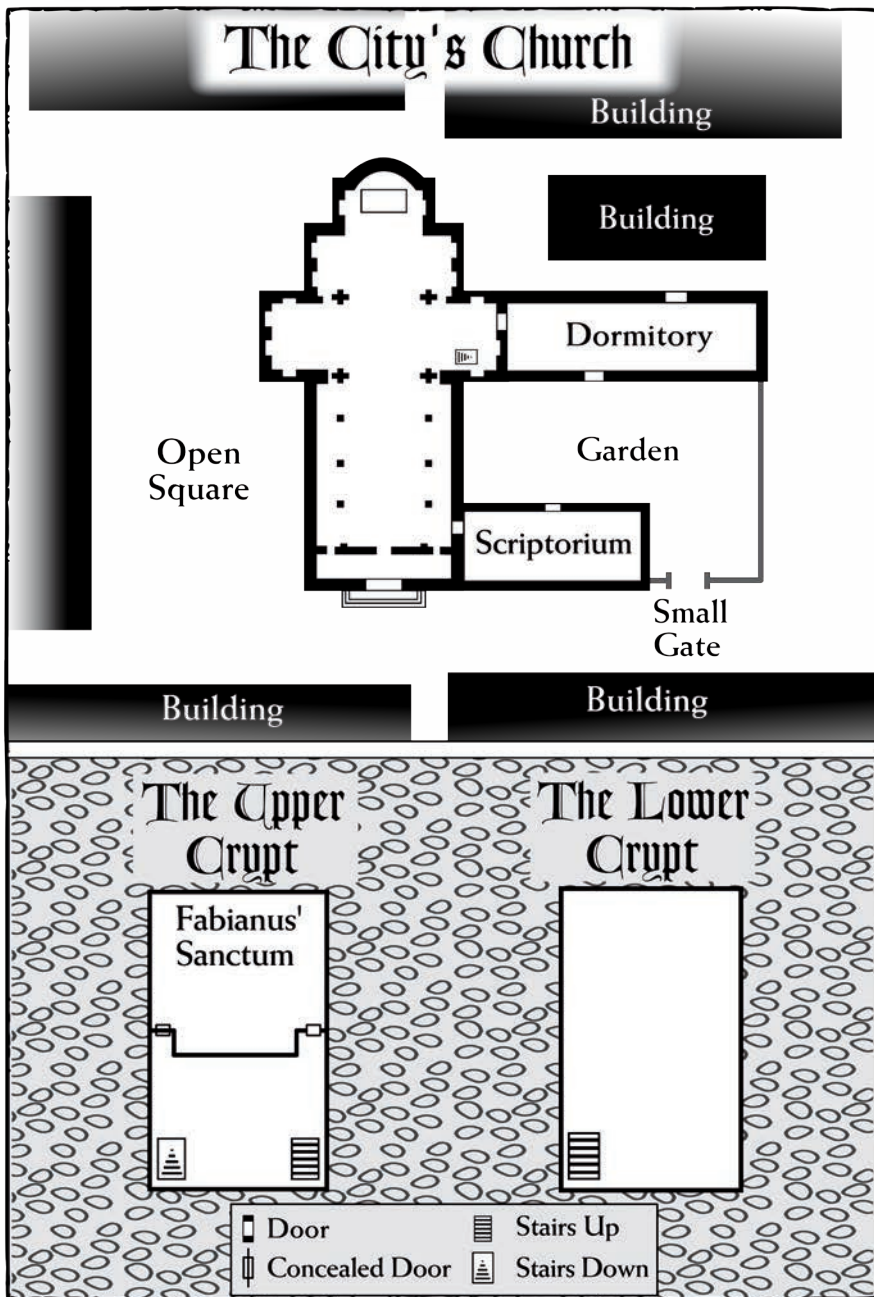 The City's Church
Building
Building
Dormitory
Open
Square
Garden
Scriptorium
Small
Gate
Building
Building
The Upper
Crypt
The Lower
Crypt
Fabianus'
Sanctum
Door
Stairs Up
Concealed Door
Stairs Down